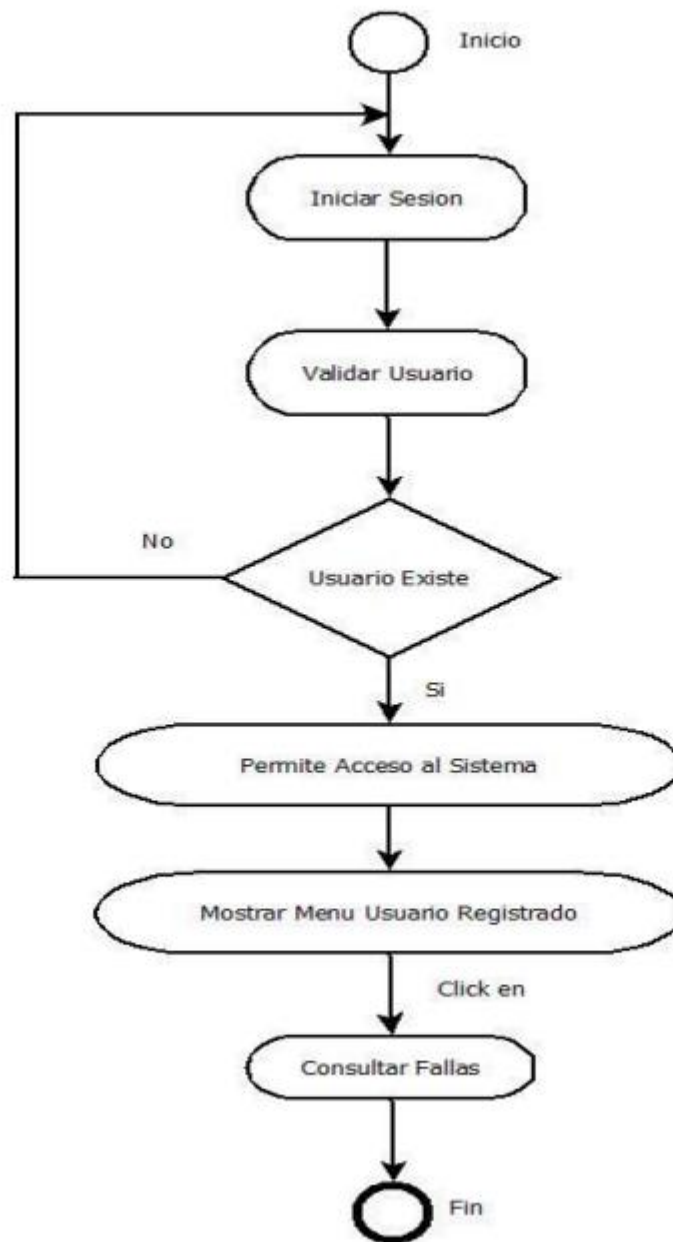 Inicio
Iniciar Sesion
Validar Usuario
No
Usuario Existe
Si
Permite Acceso al Sistema
Mostrar Menu Usuario Registrado
Click en
Consultar Fallas
Fin